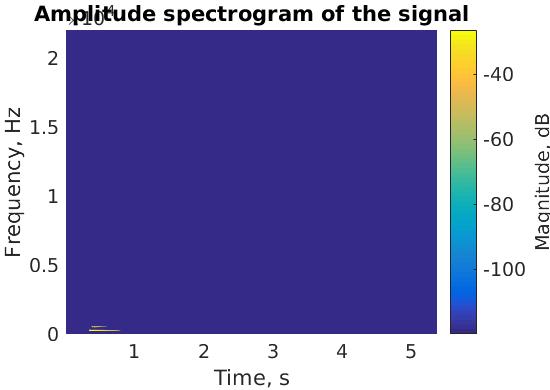 Amplitude spectrogram of the signal
×10⁴
2
1.5
1
0.5
0
Frequency, Hz
1 2 3 4 5
Time, s
-40
-60
-80
-100
Magnitude, dB